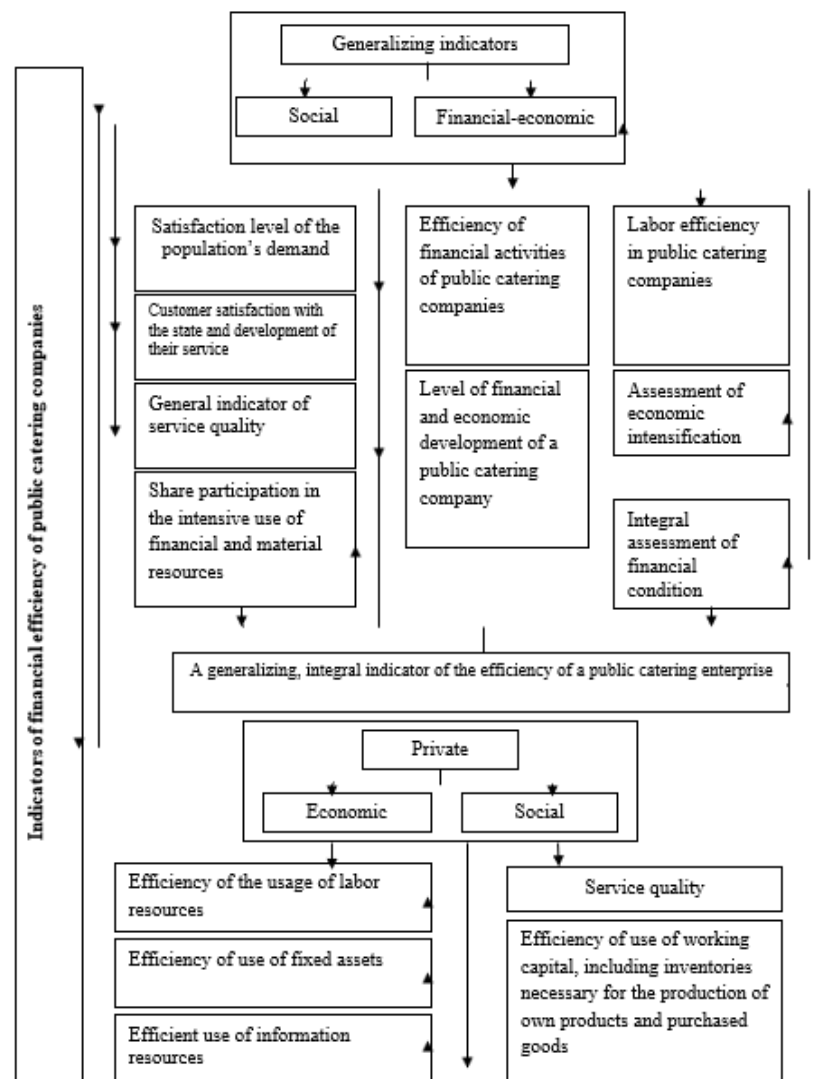 Generalizing indicators
Social
Financial-economic
Indicators of financial efficiency of public catering companies
Satisfaction level of the
population’s demand
Customer satisfaction with
the state and development of
their service
General indicator of
service quality
Share participation in
the intensive use of
financial and material
resources
Efficiency of
financial activities
of public catering
companies
Level of financial
and economic
development of a
public catering
company
Labor efficiency
in public catering
companies
Assessment of
economic
intensification
Integral
assessment of
financial
condition
A generalizing, integral indicator of the efficiency of a public catering enterprise
Private
Economic
Social
Efficiency of the usage of labor
resources
Efficiency of use of fixed assets
Efficient use of information
resources
Service quality
Efficiency of use of working
capital, including inventories
necessary for the production of
own products and purchased
goods